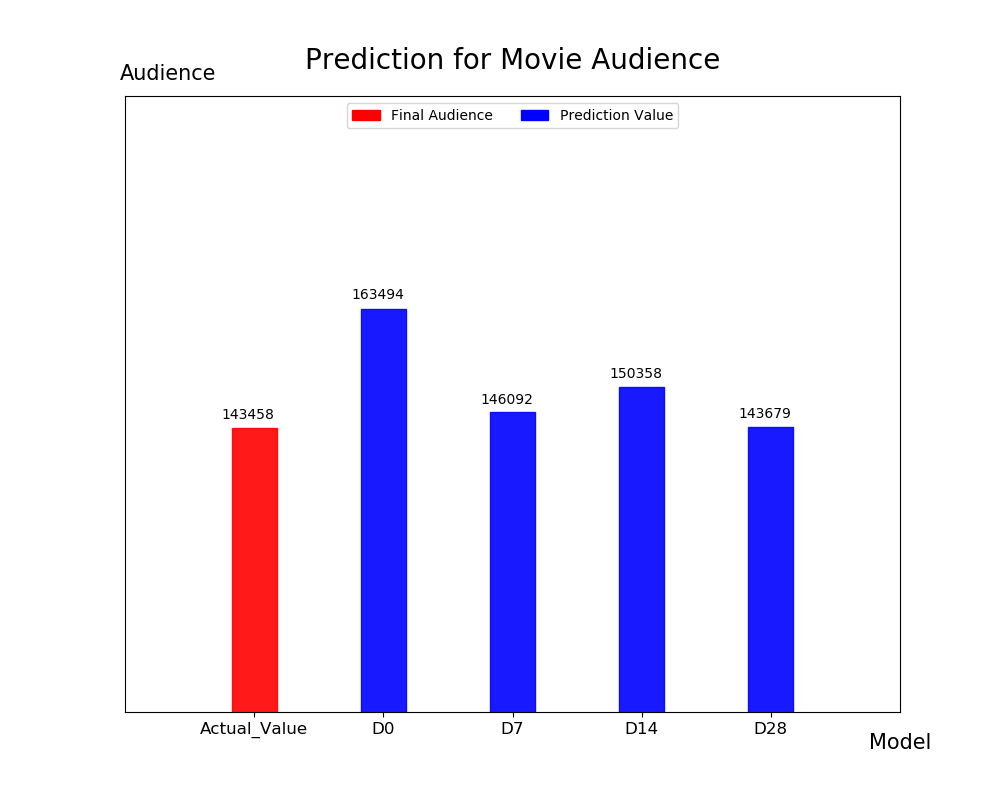 Prediction for Movie Audience
Audience
Final Audience
Prediction Value
163494
150358
146092
143458
143679
Actual_Value
D0
D7
D14
D28
Model